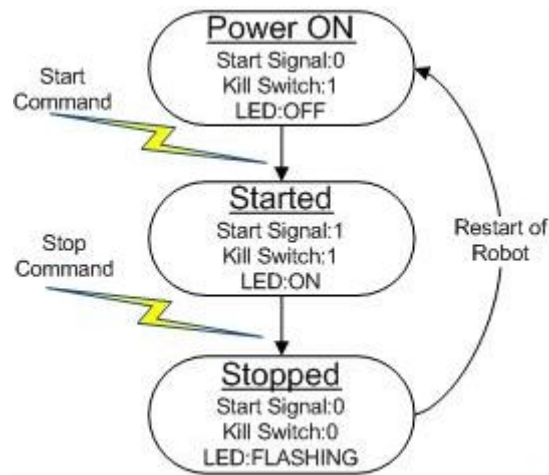 Power ON
Start Signal:0
Kill Switch:1
LED:OFF
Start
Command
Started
Start Signal:1
Kill Switch:1
LED:ON
Stop
Command
Restart of
Robot
Stopped
Start Signal:0
Kill Switch:0
LED:FLASHING